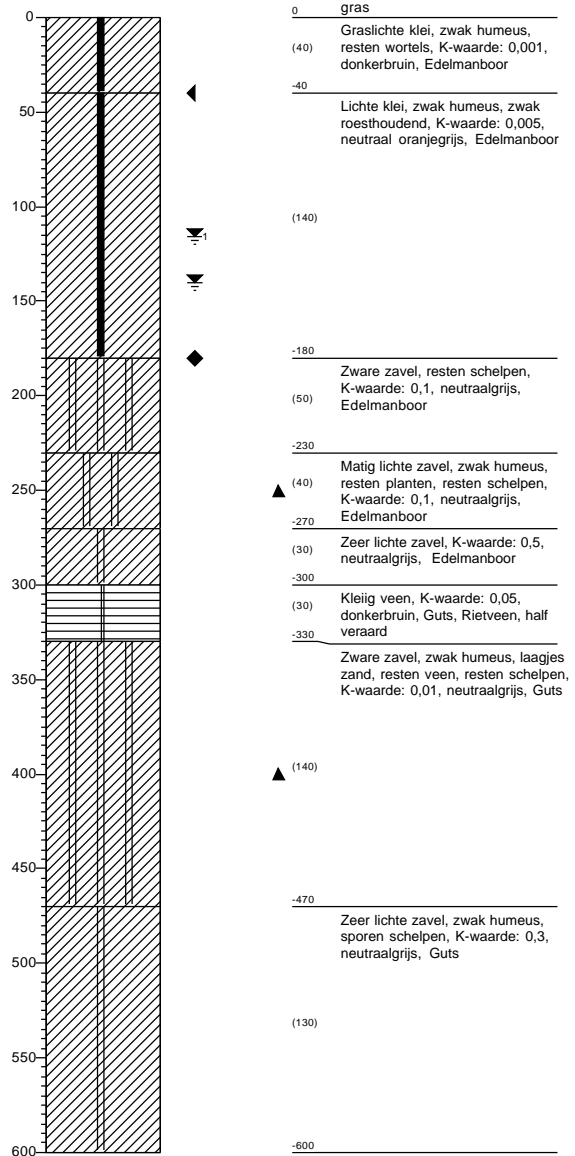 0
50
100
150
200
250
300
350
400
450
500
550
600
1
0 gras
(40)
Graslichte klei, zwak humeus,
resten wortels, K-waarde: 0,001,
donkerbruin, Edelmanboor
-40
Lichte klei, zwak humeus, zwak
roesthoudend, K-waarde: 0,005,
neutraal oranjegrijs, Edelmanboor
(140)
-180
Zware zavel, resten schelpen,
K-waarde: 0,1, neutraalgrijs,
Edelmanboor
(50)
-230
Matig lichte zavel, zwak humeus,
resten planten, resten schelpen,
K-waarde: 0,1, neutraalgrijs,
Edelmanboor
(40)
-270
Zeer lichte zavel, K-waarde: 0,5,
neutraalgrijs, Edelmanboor
(30)
-300
Kleiig veen, K-waarde: 0,05,
donkerbruin, Guts, Rietveen, half
veraard
(30)
-330
Zware zavel, zwak humeus, laagjes
zand, resten veen, resten schelpen,
K-waarde: 0,01, neutraalgrijs, Guts
(140)
-470
Zeer lichte zavel, zwak humeus,
sporen schelpen, K-waarde: 0,3,
neutraalgrijs, Guts
(130)
-600